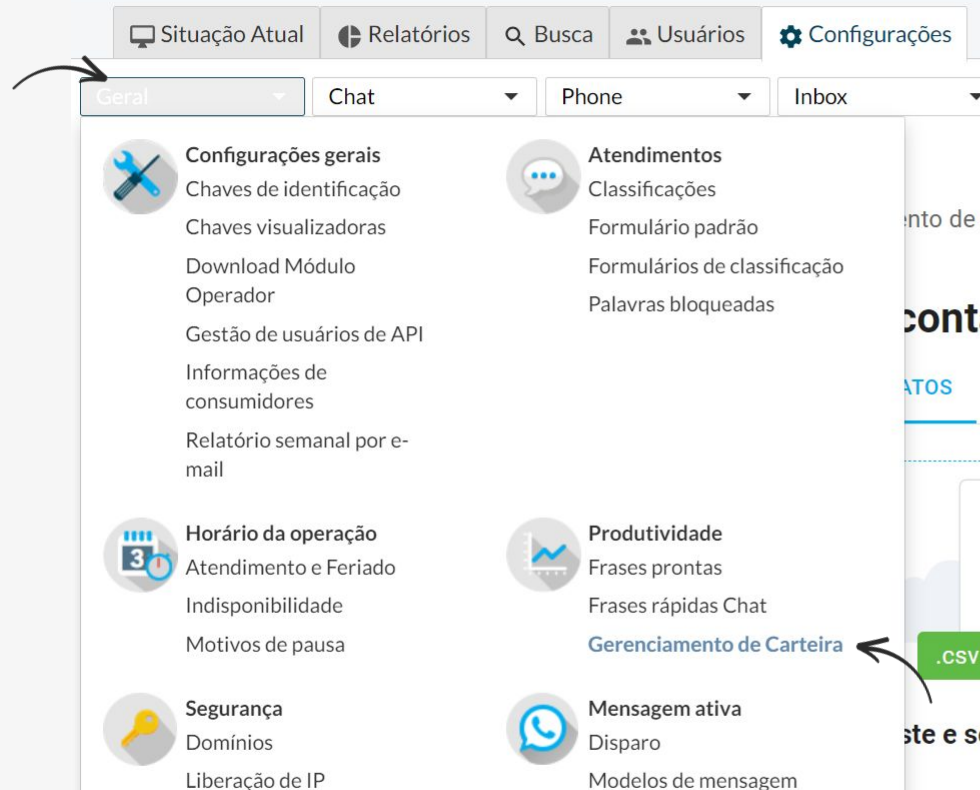 Situação Atual
Relatórios
Busca
Usuários
Configurações
Geral
Chat
Phone
Inbox
Configurações gerais
Chaves de identificação
Chaves visualizadoras
Download Módulo
Operador
Gestão de usuários de API
Informações de
consumidores
Relatório semanal por e-
mail
Atendimentos
Classificações
Formulário padrão
Formulários de classificação
Palavras bloqueadas
Horário da operação
3
Atendimento e Feriado
Indisponibilidade
Motivos de pausa
Produtividade
Frases prontas
Frases rápidas Chat
Gerenciamento de Carteira
Segurança
Domínios
Liberação de IP
Mensagem ativa
Disparo
Modelos de mensagem
ento de
cont
ATOS
.csv
ste e s